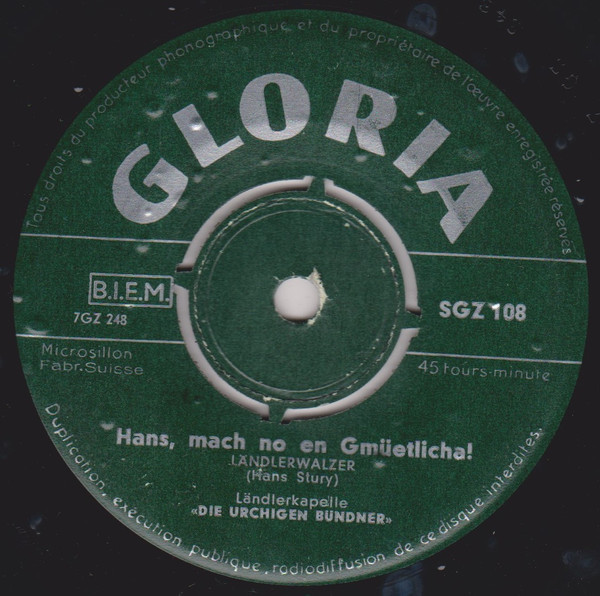 Tous droits du producteur phonographique et du propriétaire de l'œuvre enregistrée réservés
GLORIA
B.I.E.M.
7GZ 248
SGZ 108
Microsillon
Fabr. Suisse
45 tours-minute
Hans, mach no en Gmüetlicha!
LÄNDLERWALZER
(Hans Stury)
Ländlerkapelle
«DIE URCHIGEN BÜNDNER»
Duplication, exécution publique, radiodiffusion de ce disque interdites.